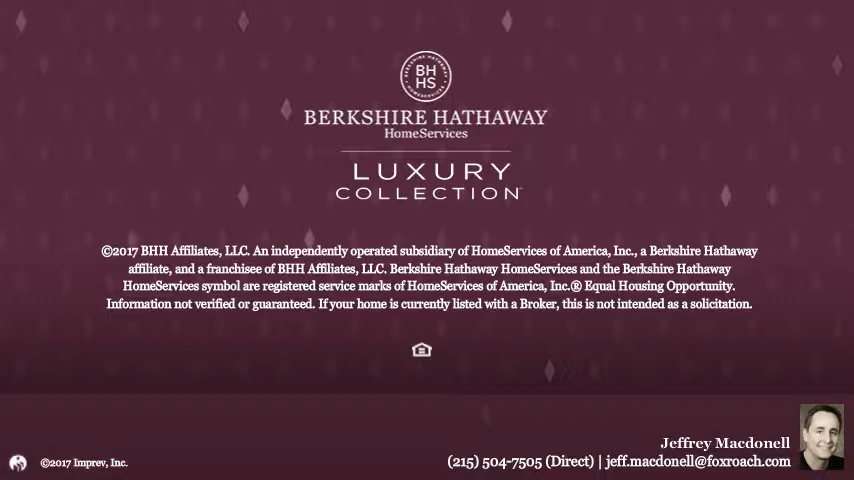 BH
HS
BERKSHIRE HATHAWAY
HomeServices
LUXURY
COLLECTION
©2017 BHH Affiliates, LLC. An independently operated subsidiary of HomeServices of America, Inc., a Berkshire Hathaway
affiliate, and a franchisee of BHH Affiliates, LLC. Berkshire Hathaway HomeServices and the Berkshire Hathaway
HomeServices symbol are registered service marks of HomeServices of America, Inc.® Equal Housing Opportunity.
Information not verified or guaranteed. If your home is currently listed with a Broker, this is not intended as a solicitation.
Jeffrey Macdonell
(215) 504-7505 (Direct) | jeff.macdonell@foxroach.com
©2017 Imprev, Inc.